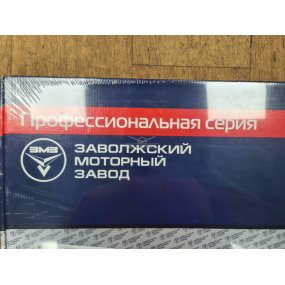 Профессиональная серия
ЗМЗ
ЗАВОЛЖСКИЙ
МОТОРНЫЙ
ЗАВОД